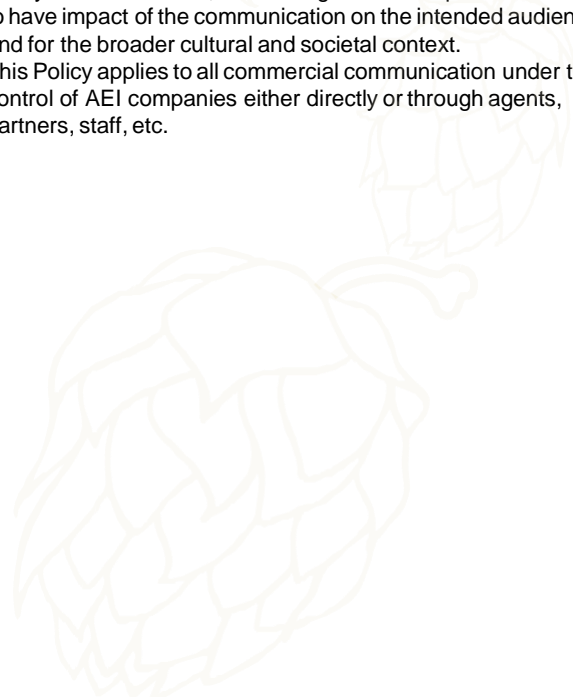 have impact of the communication on the intended
nd for the broader cultural and societal context.
his Policy applies to all commercial communication under
ontrol of AEI companies either directly or through agents,
artners, staff, etc.